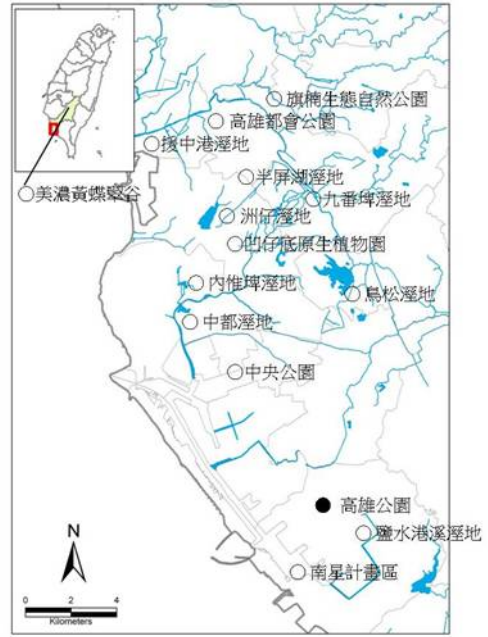 旗楠生態自然公園
高雄都會公園
援中港溼地
半屏湖溼地
美濃黃蝶翠谷
九番埤溼地
洲仔溼地
凹仔底原生植物園
內惟埤溼地
鳥松溼地
中都溼地
中央公園
高雄公園
鹽水港溪溼地
南星計畫區
N
0 2 4
Kilometers